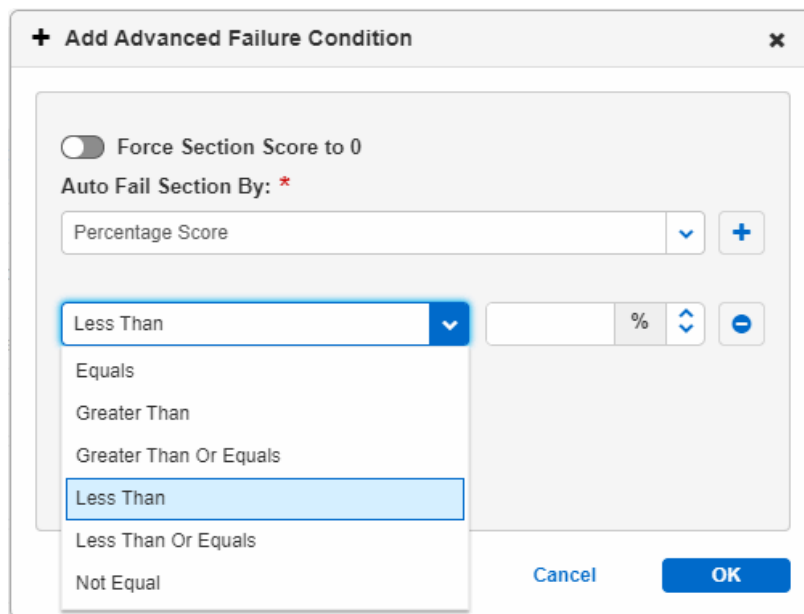 Add Advanced Failure Condition
Force Section Score to 0
Auto Fail Section By: *
Percentage Score
Less Than %
Equals
Greater Than
Greater Than Or Equals
Less Than
Less Than Or Equals
Not Equal
Cancel OK